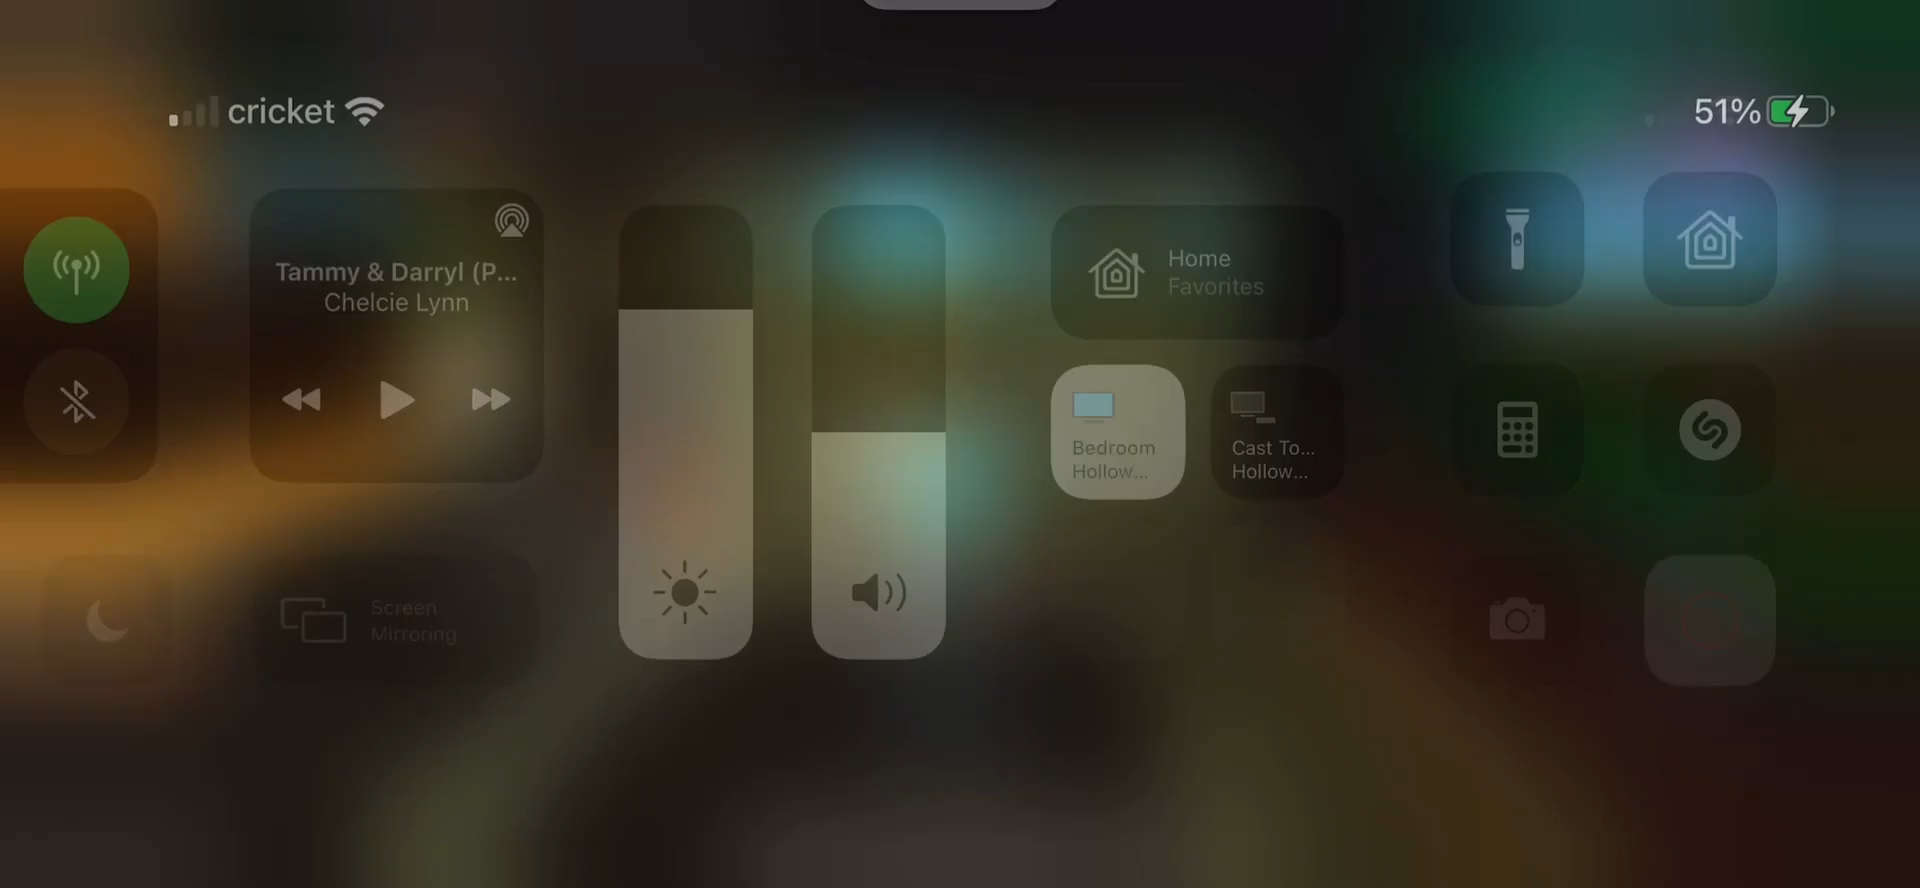 cricket
51%
Tammy & Darryl (P...
Chelcie Lynn
Home
Favorites
Bedroom
Hollow...
Cast To...
Hollow...
Screen
Mirroring